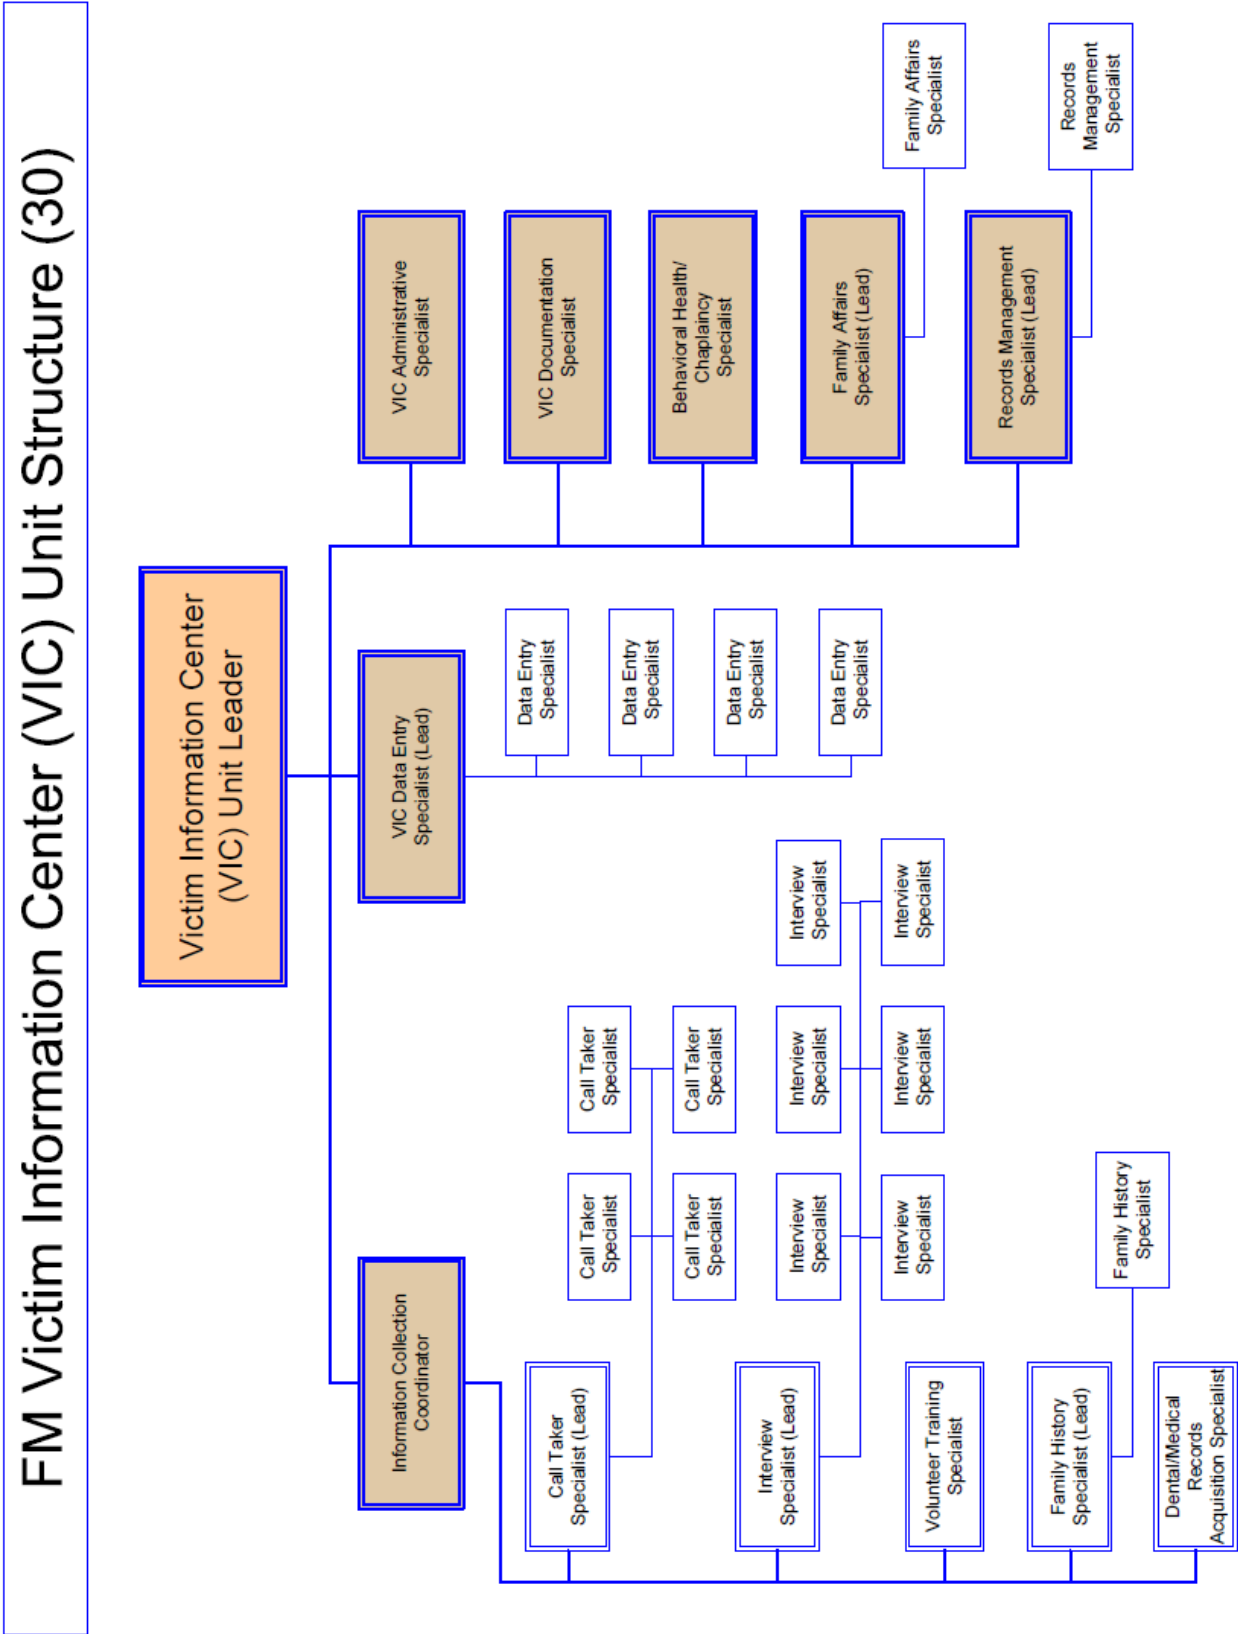 FM Victim Information Center (VIC) Unit Structure (30)
Victim Information Center
(VIC) Unit Leader
Information Collection
Coordinator
VIC Data Entry
Specialist (Lead)
VIC Administrative
Specialist
VIC Documentation
Specialist
Behavioral Health/
Chaplaincy
Specialist
Family Affairs
Specialist (Lead)
Family Affairs
Specialist
Records Management
Specialist (Lead)
Records
Management
Specialist
Data Entry
Specialist
Data Entry
Specialist
Data Entry
Specialist
Data Entry
Specialist
Call Taker
Specialist (Lead)
Call Taker
Specialist
Call Taker
Specialist
Call Taker
Specialist
Call Taker
Specialist
Interview
Specialist (Lead)
Interview
Specialist
Interview
Specialist
Interview
Specialist
Interview
Specialist
Interview
Specialist
Interview
Specialist
Volunteer Training
Specialist
Family History
Specialist (Lead)
Family History
Specialist
Dental/Medical
Records
Acquisition Specialist